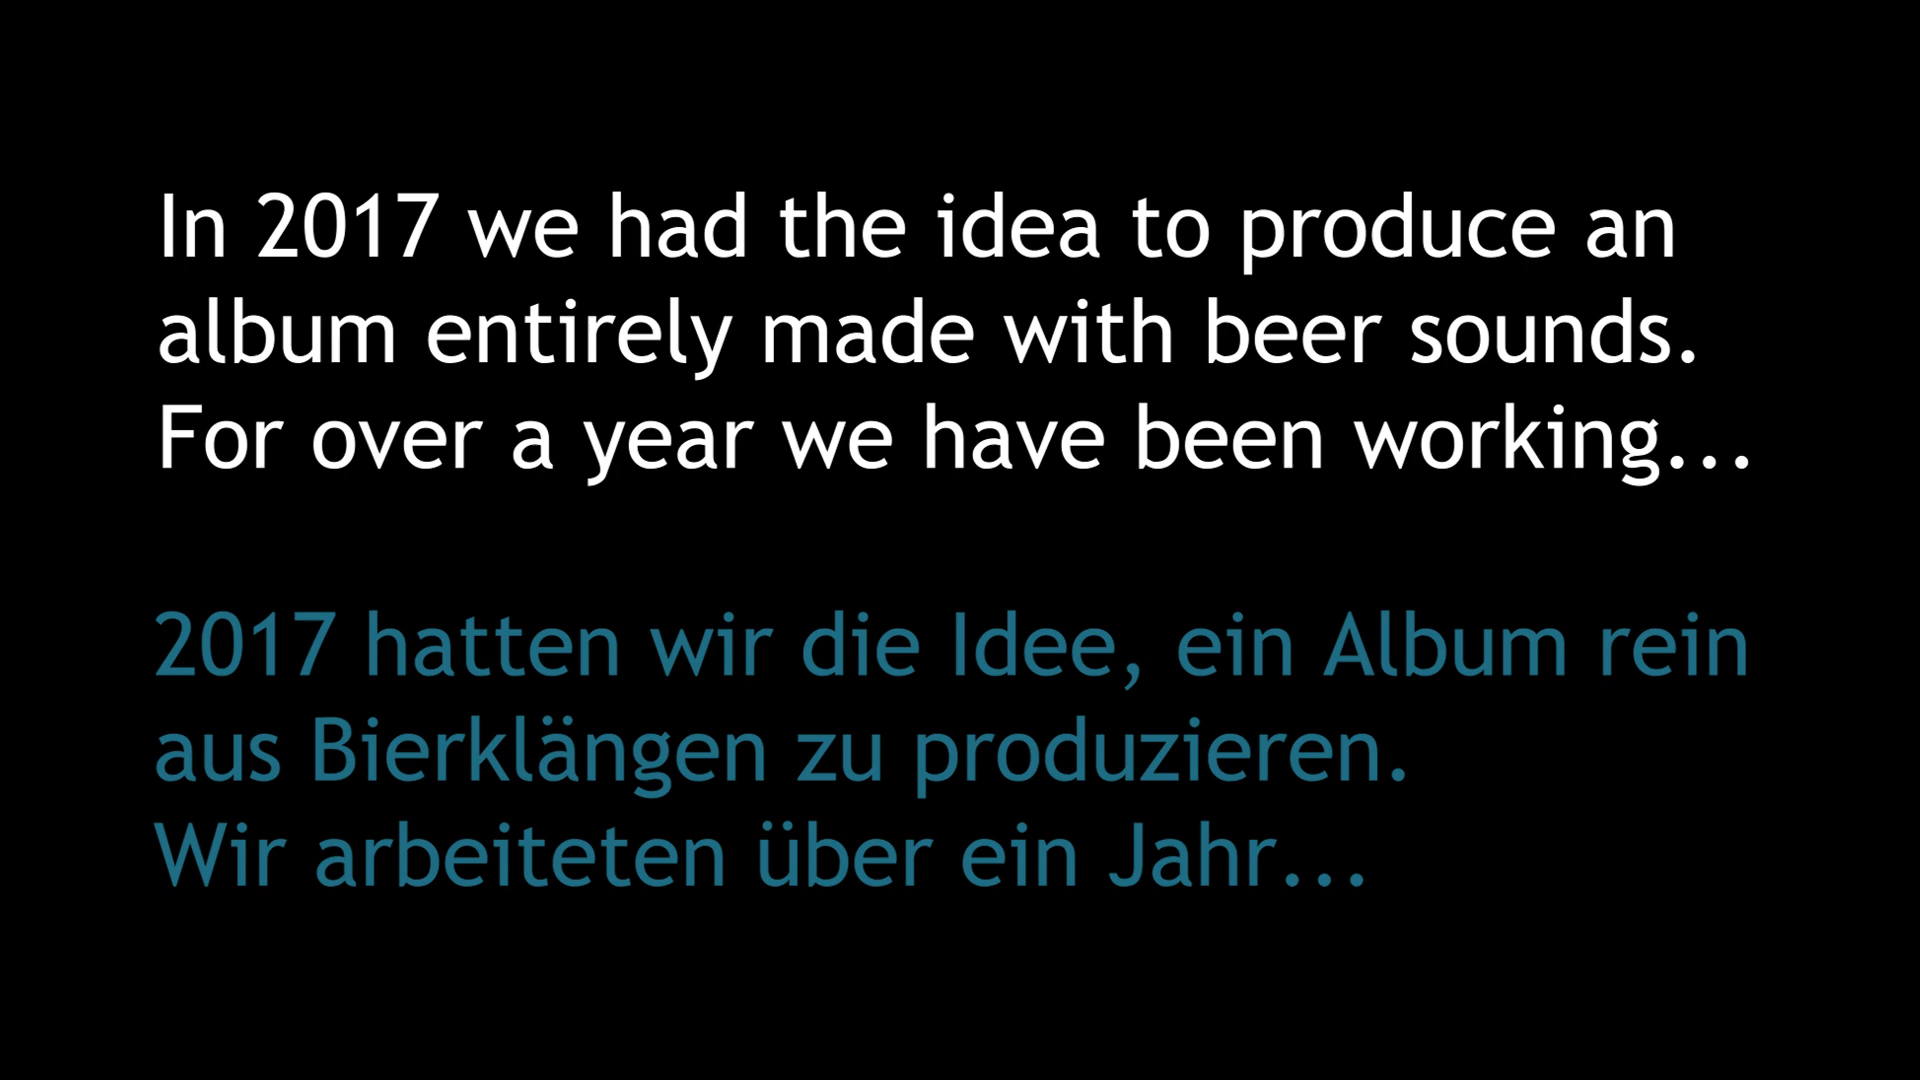 In 2017 we had the idea to produce an
album entirely made with beer sounds.
For over a year we have been working...
2017 hatten wir die Idee, ein Album rein
aus Bierklängen zu produzieren.
Wir arbeiteten über ein Jahr...